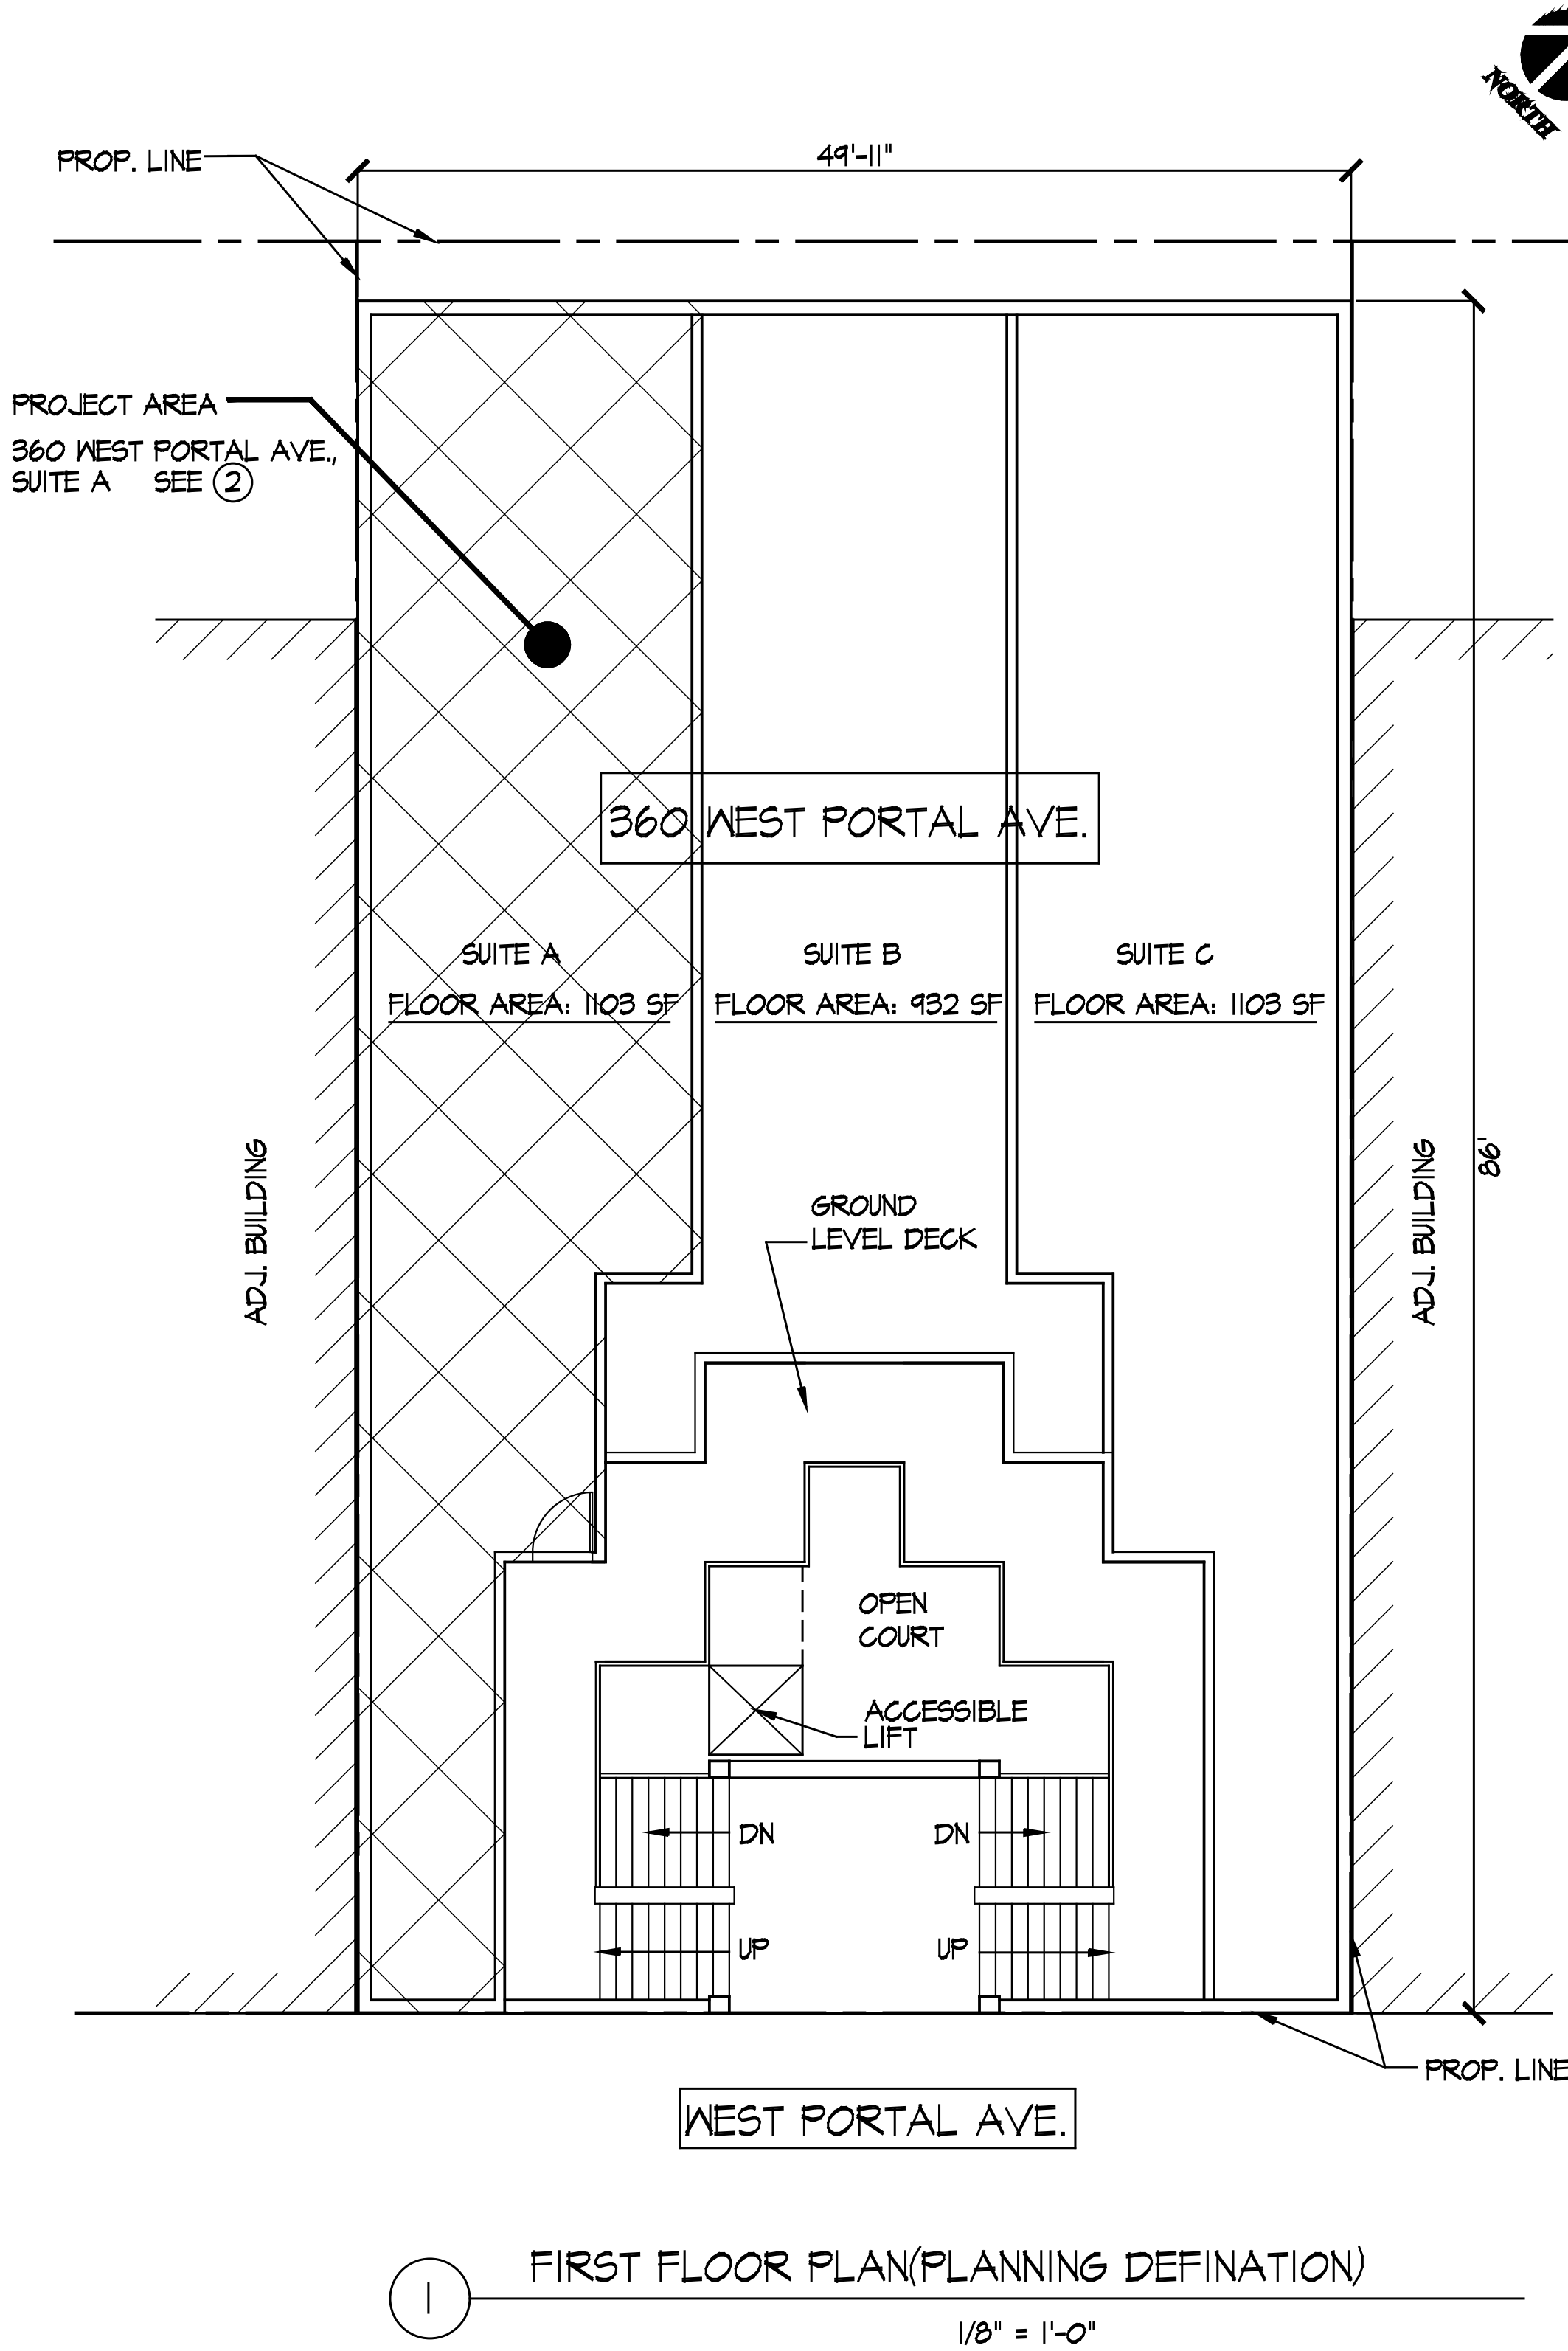 NORTH
PROP. LINE
49'-11"
PROJECT AREA
360 WEST PORTAL AVE.,
SUITE A SEE 2
360 WEST PORTAL AVE.
SUITE A
FLOOR AREA: 1103 SF
SUITE B
FLOOR AREA: 932 SF
SUITE C
FLOOR AREA: 1103 SF
ADJ. BUILDING
GROUND
LEVEL DECK
ADJ. BUILDING
86'
OPEN
COURT
ACCESSIBLE
LIFT
DN
DN
UP
UP
PROP. LINE
WEST PORTAL AVE.
1
FIRST FLOOR PLAN(PLANNING DEFINATION)
1/8" = 1'-0"